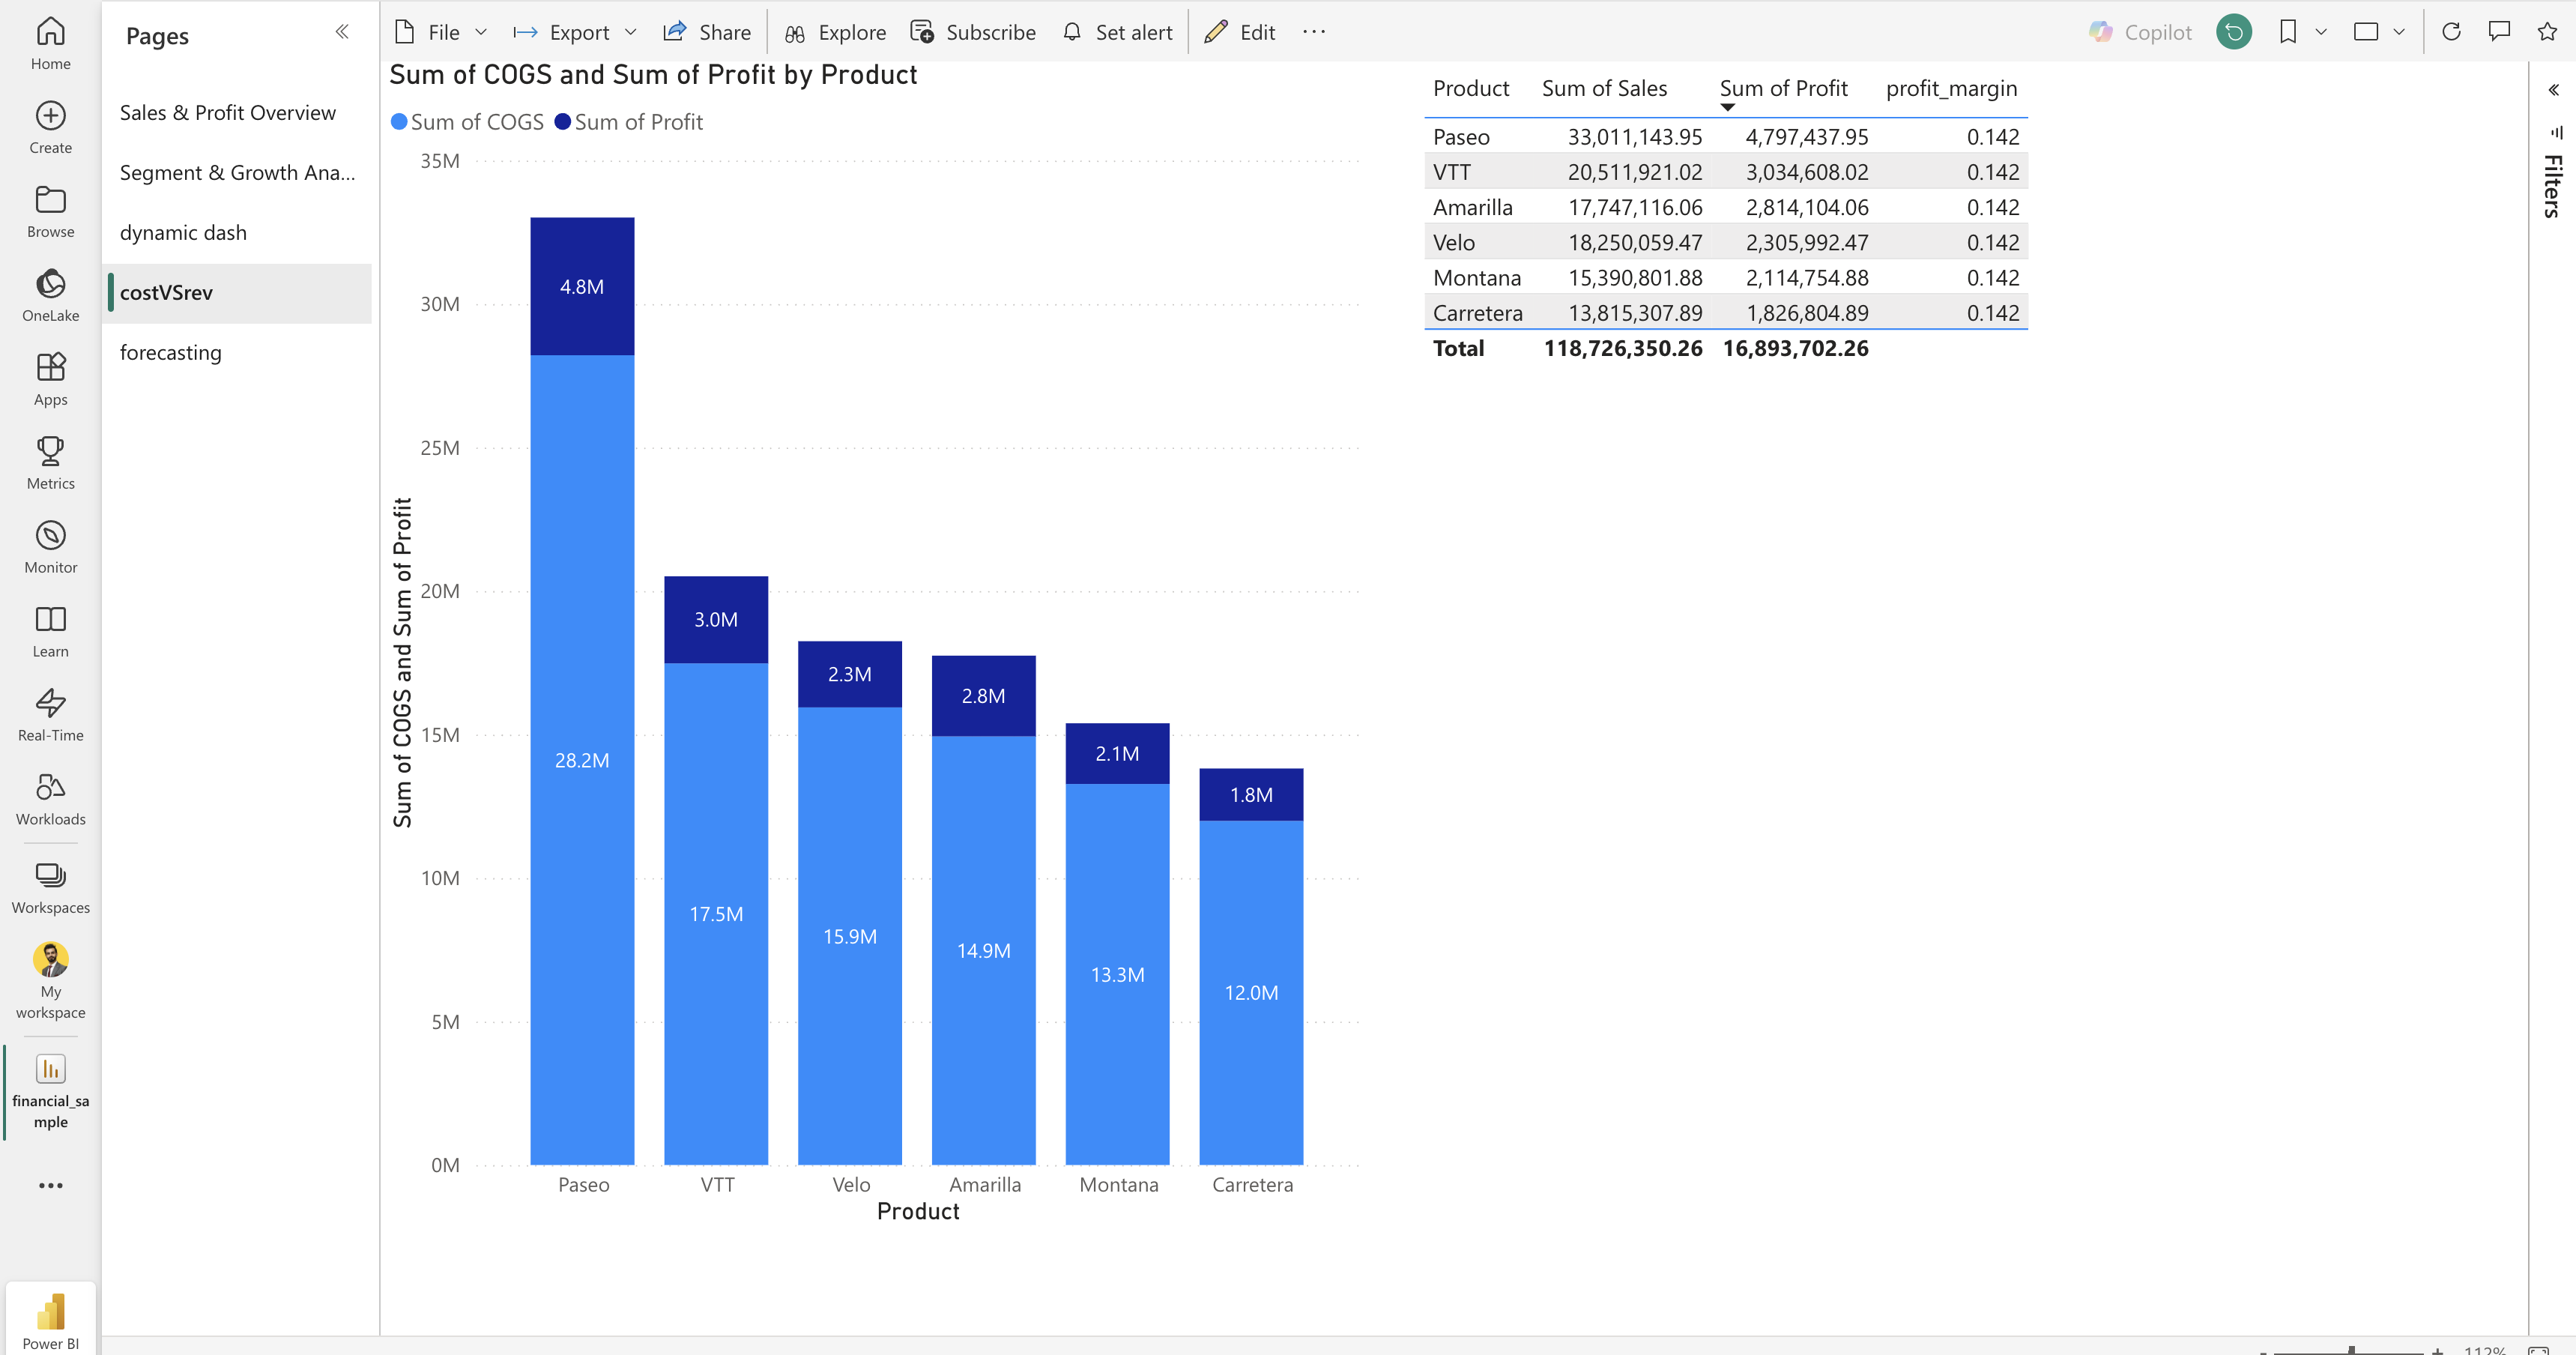 Home
Create
Browse
OneLake
Apps
Metrics
Monitor
Learn
Real-Time
Workloads
Workspaces
My
workspace
financial_sa
mple
Power BI
Pages
Sales & Profit Overview
Segment & Growth Ana...
dynamic dash
costVSrev
forecasting
File Export Share Explore Subscribe Set alert Edit ··· Copilot
Sum of COGS and Sum of Profit by Product
Sum of COGS Sum of Profit
Sum of COGS and Sum of Profit
35M
30M
25M
20M
15M
10M
5M
0M
4.8M
28.2M
3.0M
17.5M
2.3M
15.9M
2.8M
14.9M
2.1M
13.3M
1.8M
12.0M
Paseo VTT Velo Amarilla Montana Carretera
Product
Product Sum of Sales Sum of Profit profit_margin
Paseo 33,011,143.95 4,797,437.95 0.142
VTT 20,511,921.02 3,034,608.02 0.142
Amarilla 17,747,116.06 2,814,104.06 0.142
Velo 18,250,059.47 2,305,992.47 0.142
Montana 15,390,801.88 2,114,754.88 0.142
Carretera 13,815,307.89 1,826,804.89 0.142
Total 118,726,350.26 16,893,702.26
Filters
- + 112%